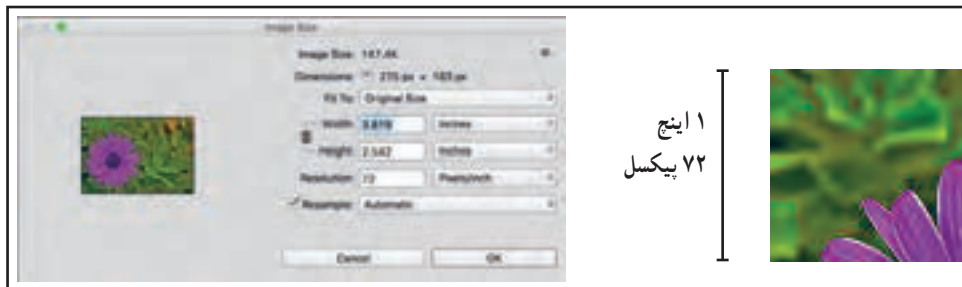 Image Size
Image Size: 147.4K
Dimensions: 275 px × 183 px
Fit To: Original Size
Width: 3.819 Inches
Height: 2.542 Inches
Resolution: 72 Pixels/Inch
Resample: Automatic
Cancel OK
۱ اینچ
۷۲ پیکسل